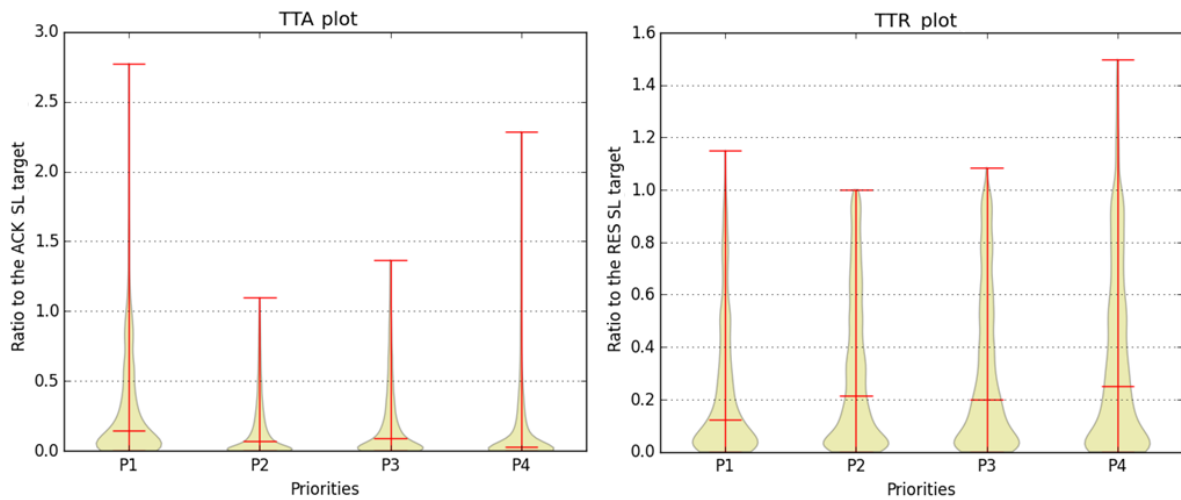 TTA plot
3.0
2.5
2.0
1.5
1.0
0.5
0.0
Ratio to the ACK SL target
P1 P2 P3 P4
Priorities
TTR plot
1.6
1.4
1.2
1.0
0.8
0.6
0.4
0.2
0.0
Ratio to the RES SL target
P1 P2 P3 P4
Priorities